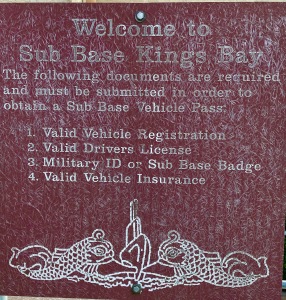 Welcome to
Sub Base Kings Bay
The following documents are required
and must be submitted in order to
obtain a Sub Base Vehicle Pass.
1. Valid Vehicle Registration
2. Valid Drivers License
3. Military ID or Sub Base Badge
4. Valid Vehicle Insurance